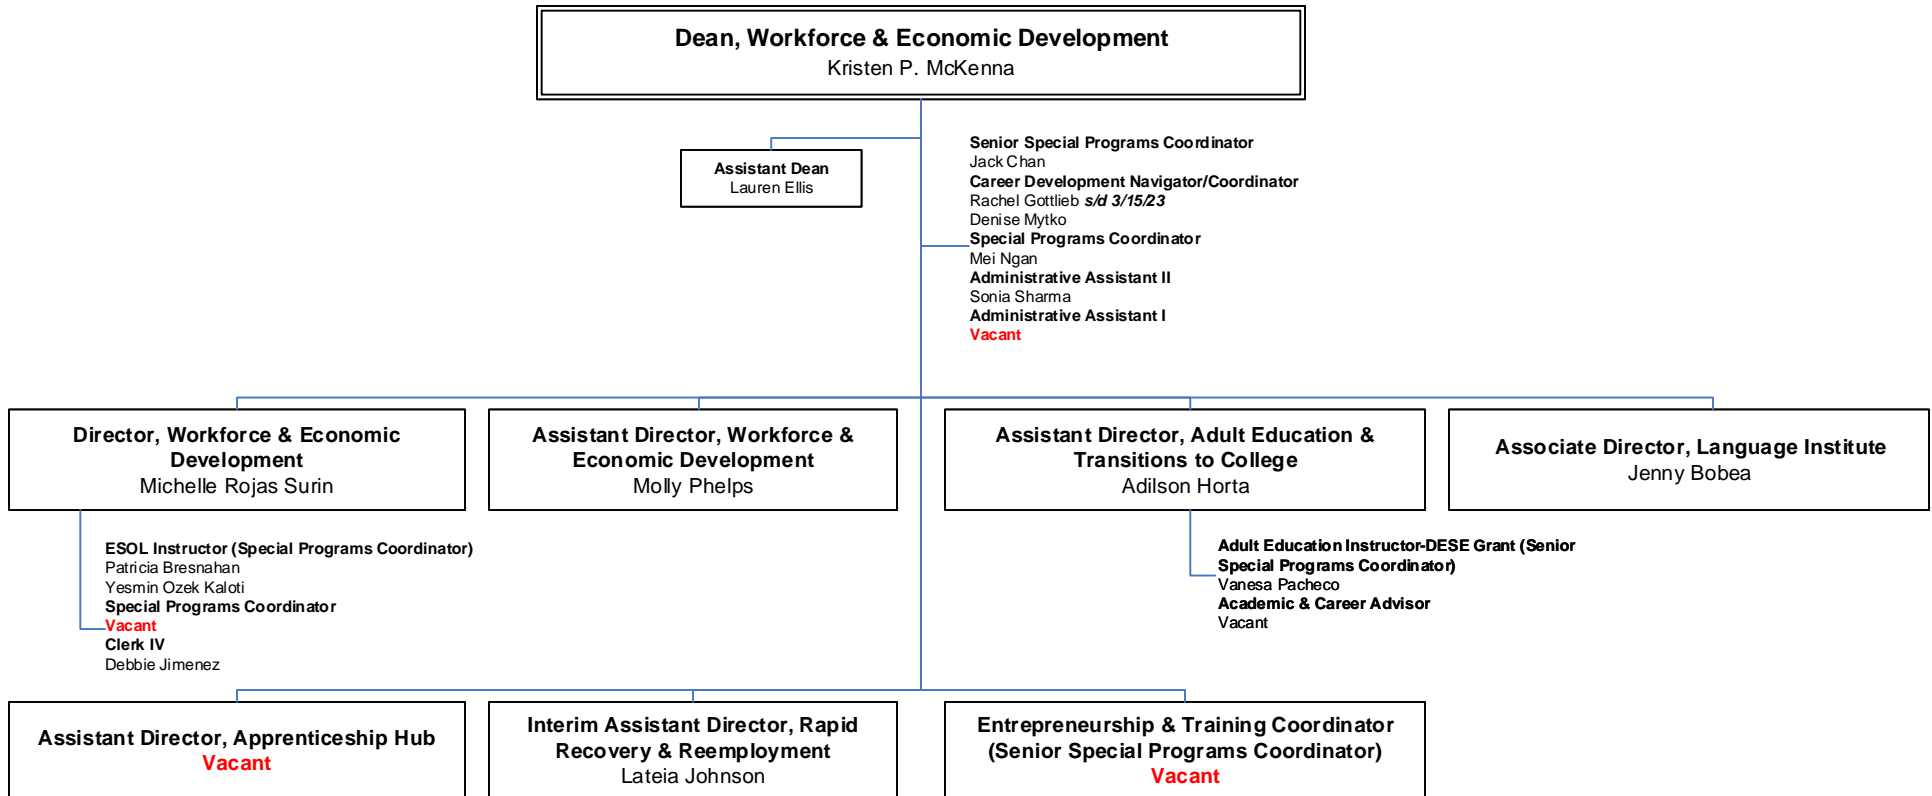 Dean, Workforce & Economic Development
Kristen P. McKenna
Assistant Dean
Lauren Ellis
Senior Special Programs Coordinator
Jack Chan
Career Development Navigator/Coordinator
Rachel Gottlieb s/d 3/15/23
Denise Mytko
Special Programs Coordinator
Mei Ngan
Administrative Assistant II
Sonia Sharma
Administrative Assistant I
Vacant
Director, Workforce & Economic
Development
Michelle Rojas Surin
Assistant Director, Workforce &
Economic Development
Molly Phelps
Assistant Director, Adult Education &
Transitions to College
Adilson Horta
Associate Director, Language Institute
Jenny Bobea
ESOL Instructor (Special Programs Coordinator)
Patricia Bresnahan
Yesmin Ozek Kaloti
Special Programs Coordinator
Vacant
Clerk IV
Debbie Jimenez
Adult Education Instructor-DESE Grant (Senior
Special Programs Coordinator)
Vanesa Pacheco
Academic & Career Advisor
Vacant
Assistant Director, Apprenticeship Hub
Vacant
Interim Assistant Director, Rapid
Recovery & Reemployment
Lateia Johnson
Entrepreneurship & Training Coordinator
(Senior Special Programs Coordinator)
Vacant